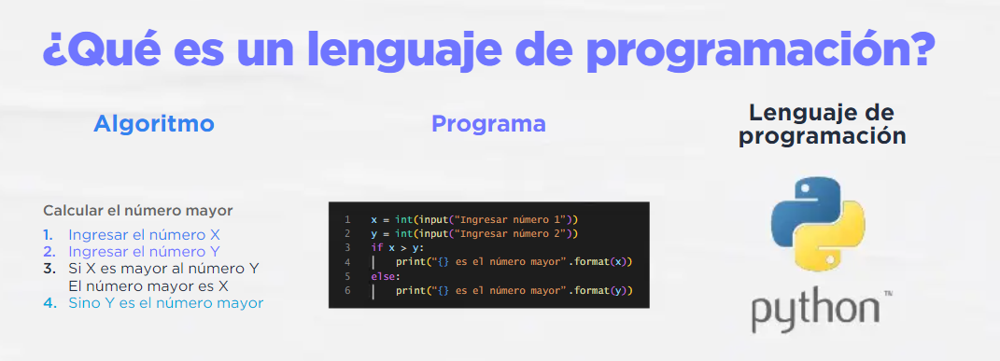 ¿Qué es un lenguaje de programación?
Algoritmo
Calcular el número mayor
1. Ingresar el número X
2. Ingresar el número Y
3. Si X es mayor al número Y
El número mayor es X
4. Sino Y es el número mayor
Programa
1 x = int(input("Ingresar número 1"))
2 y = int(input("Ingresar número 2"))
3 if x > y:
4 print("{} es el número mayor".format(x))
5 else:
6 print("{} es el número mayor".format(y))
Lenguaje de
programación
python™